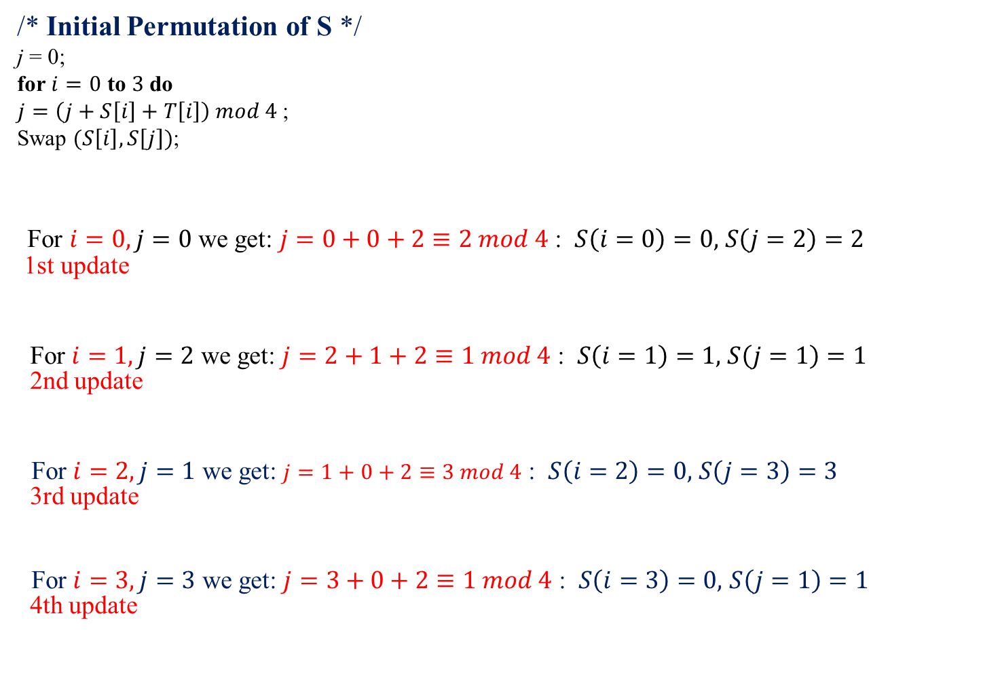 /* Initial Permutation of S */
j = 0;
for i = 0 to 3 do
j = (j + S[i] + T[i]) mod 4 ;
Swap (S[i], S[j]);
For i = 0, j = 0 we get: j = 0 + 0 + 2 ≡ 2 mod 4 : S(i = 0) = 0, S(j = 2) = 2
1st update
For i = 1, j = 2 we get: j = 2 + 1 + 2 ≡ 1 mod 4 : S(i = 1) = 1, S(j = 1) = 1
2nd update
For i = 2, j = 1 we get: j = 1 + 0 + 2 ≡ 3 mod 4 : S(i = 2) = 0, S(j = 3) = 3
3rd update
For i = 3, j = 3 we get: j = 3 + 0 + 2 ≡ 1 mod 4 : S(i = 3) = 0, S(j = 1) = 1
4th update